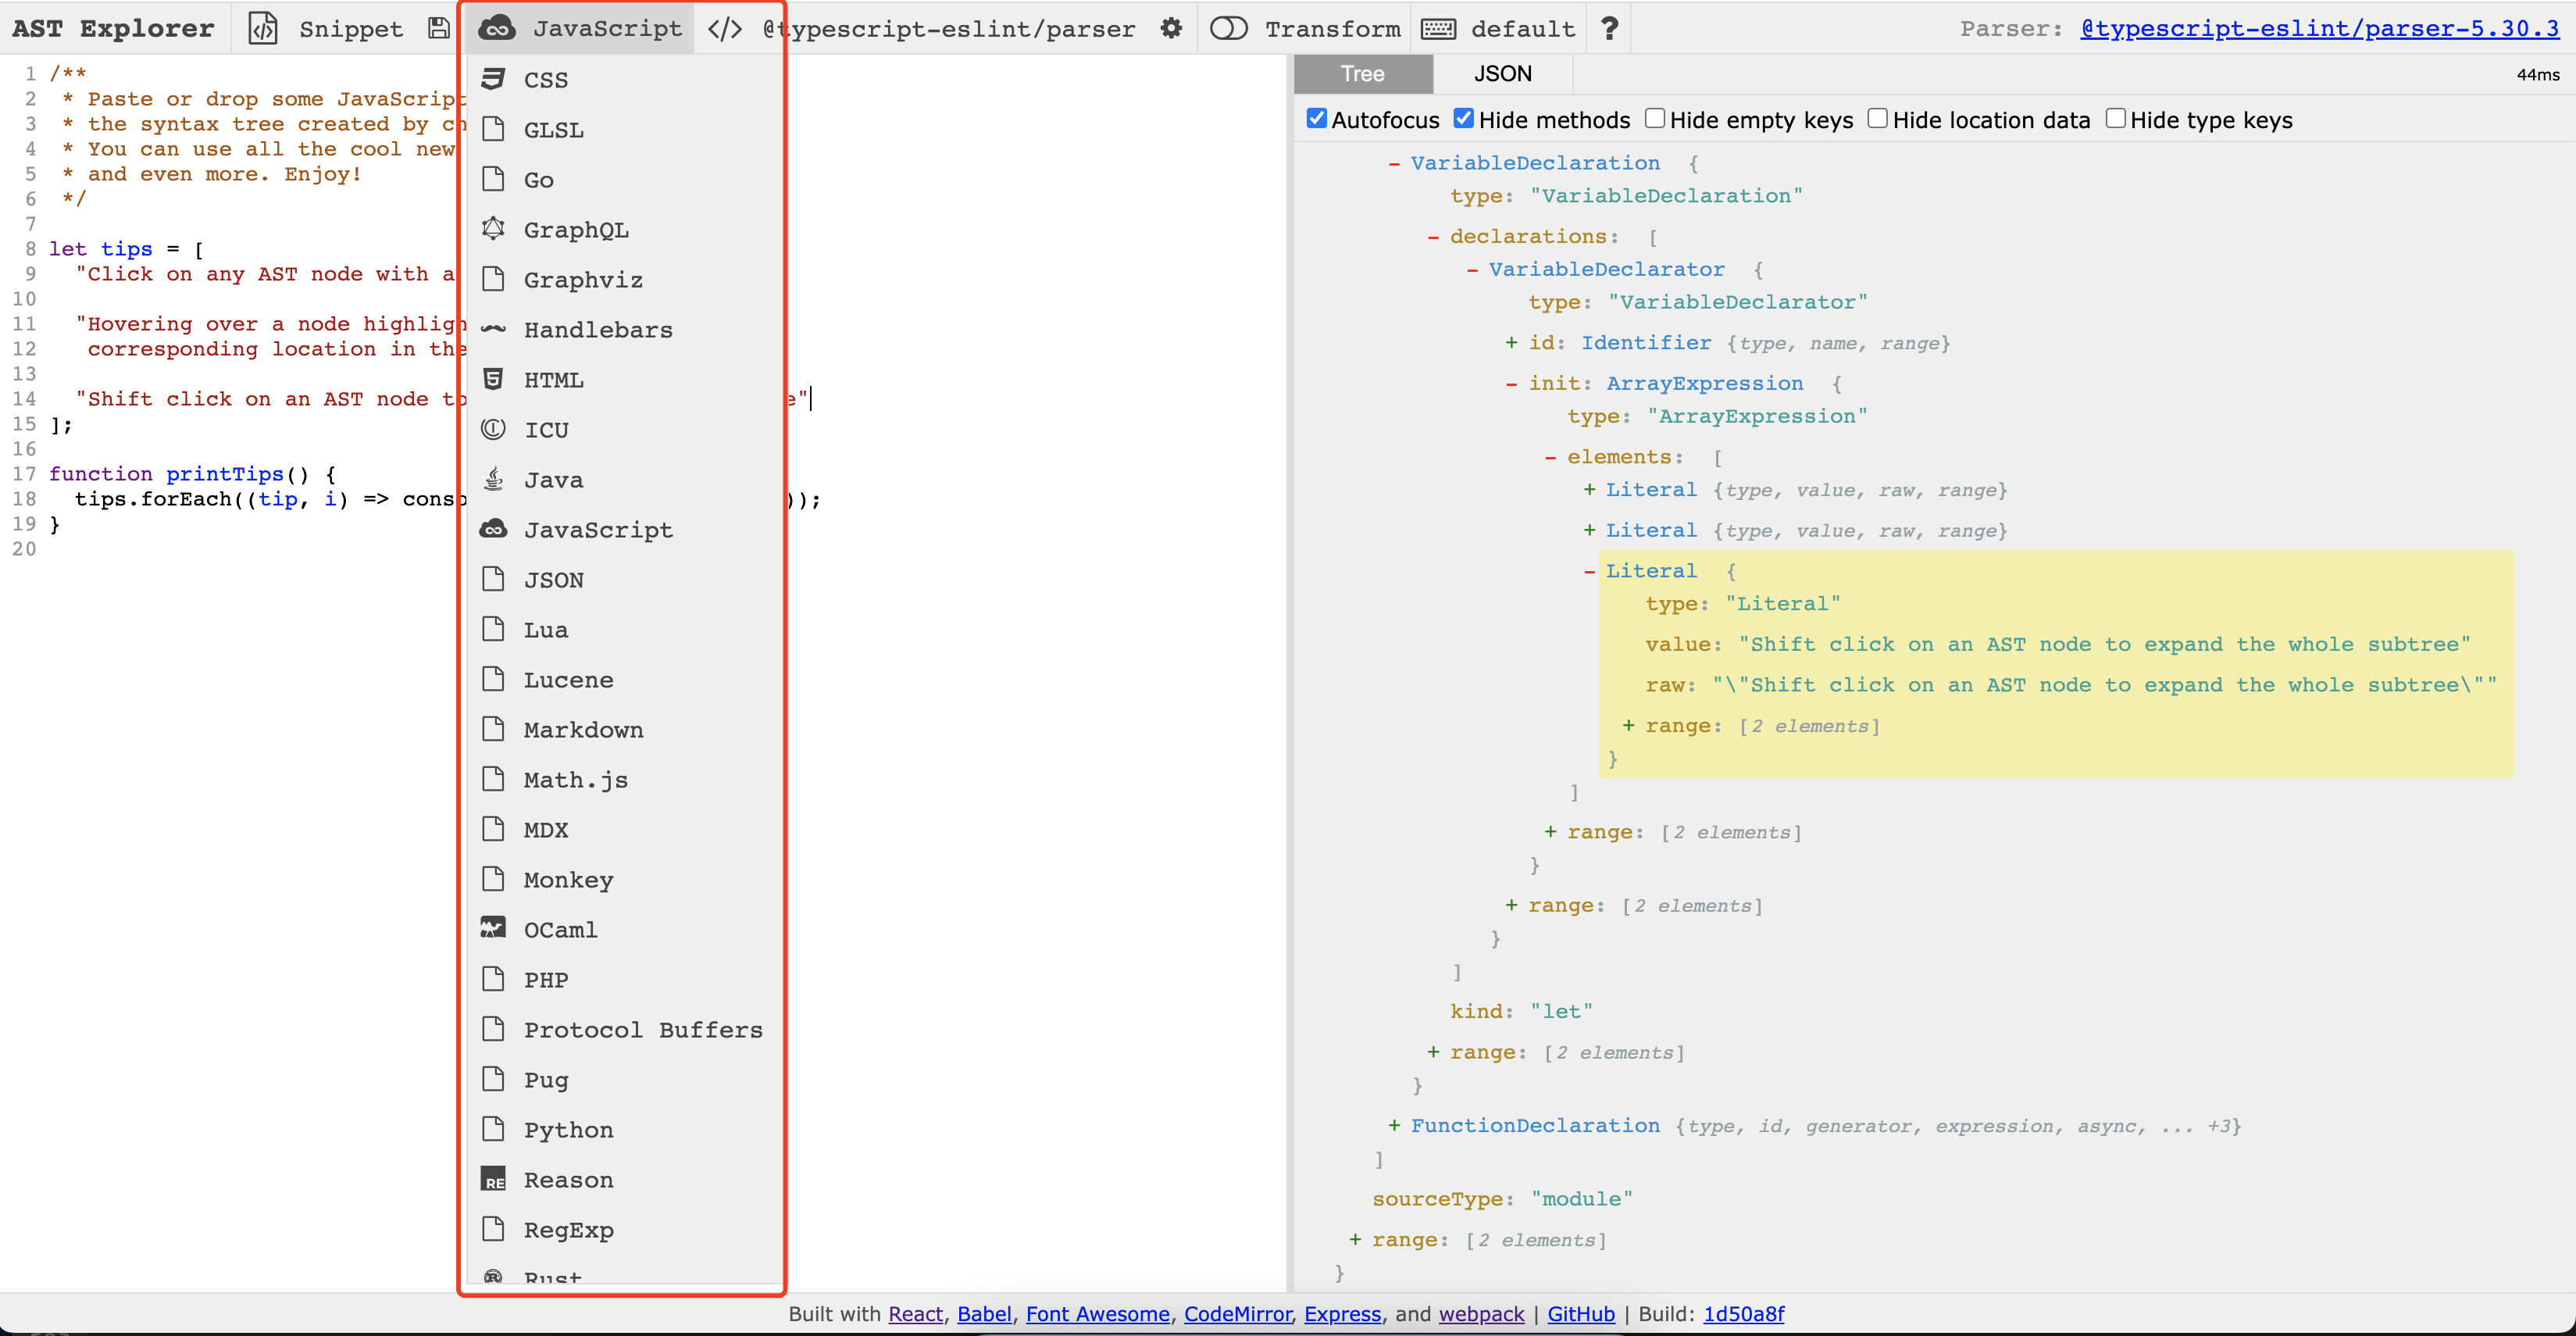 AST Explorer Snippet JavaScript </> @typescript-eslint/parser Transform default ? Parser: @typescript-eslint/parser-5.30.3
1 /**
2 * Paste or drop some JavaScript
3 * the syntax tree created by ch
4 * You can use all the cool new
5 * and even more. Enjoy!
6 */
7
8 let tips = [
9 "Click on any AST node with a
10
11 "Hovering over a node highligh
12 corresponding location in the
13
14 "Shift click on an AST node to e"
15 ];
16
17 function printTips() {
18 tips.forEach((tip, i) => conso ));
19 }
20
CSS
GLSL
Go
GraphQL
Graphviz
Handlebars
HTML
ICU
Java
JavaScript
JSON
Lua
Lucene
Markdown
Math.js
MDX
Monkey
OCaml
PHP
Protocol Buffers
Pug
Python
Reason
RegExp
Rust
Tree JSON 44ms
Autofocus Hide methods Hide empty keys Hide location data Hide type keys
- VariableDeclaration {
type: "VariableDeclaration"
- declarations: [
- VariableDeclarator {
type: "VariableDeclarator"
+ id: Identifier {type, name, range}
- init: ArrayExpression {
type: "ArrayExpression"
- elements: [
+ Literal {type, value, raw, range}
+ Literal {type, value, raw, range}
- Literal {
type: "Literal"
value: "Shift click on an AST node to expand the whole subtree"
raw: "\"Shift click on an AST node to expand the whole subtree\""
+ range: [2 elements]
}
]
+ range: [2 elements]
}
+ range: [2 elements]
}
]
kind: "let"
+ range: [2 elements]
}
+ FunctionDeclaration {type, id, generator, expression, async, ... +3}
]
sourceType: "module"
+ range: [2 elements]
}
Built with React, Babel, Font Awesome, CodeMirror, Express, and webpack | GitHub | Build: 1d50a8f